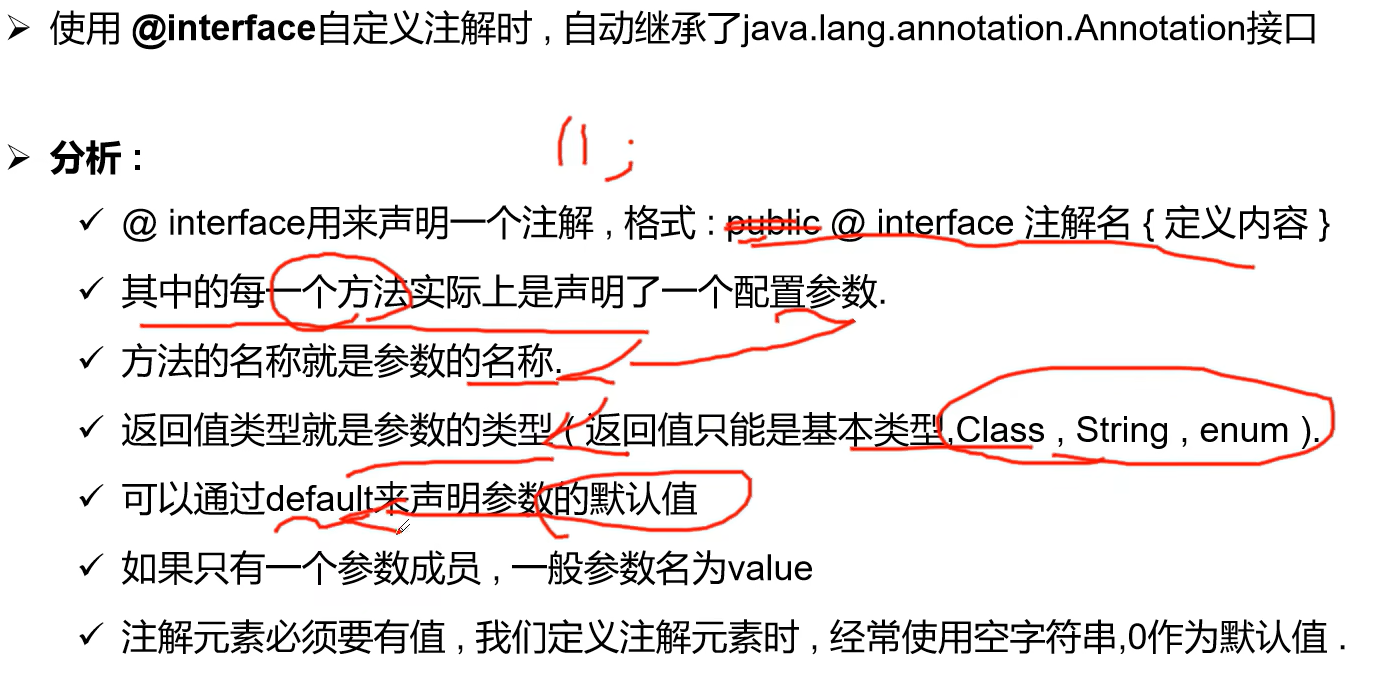 ➢ 使用 @interface自定义注解时 , 自动继承了java.lang.annotation.Annotation接口
➢ 分析 :
() ;
✓ @ interface用来声明一个注解 , 格式 : public @ interface 注解名 { 定义内容 }
✓ 其中的每一个方法实际上是声明了一个配置参数.
✓ 方法的名称就是参数的名称.
✓ 返回值类型就是参数的类型 ( 返回值只能是基本类型,Class , String , enum ).
✓ 可以通过default来声明参数的默认值
✓ 如果只有一个参数成员 , 一般参数名为value
✓ 注解元素必须要有值 , 我们定义注解元素时 , 经常使用空字符串,0作为默认值 .